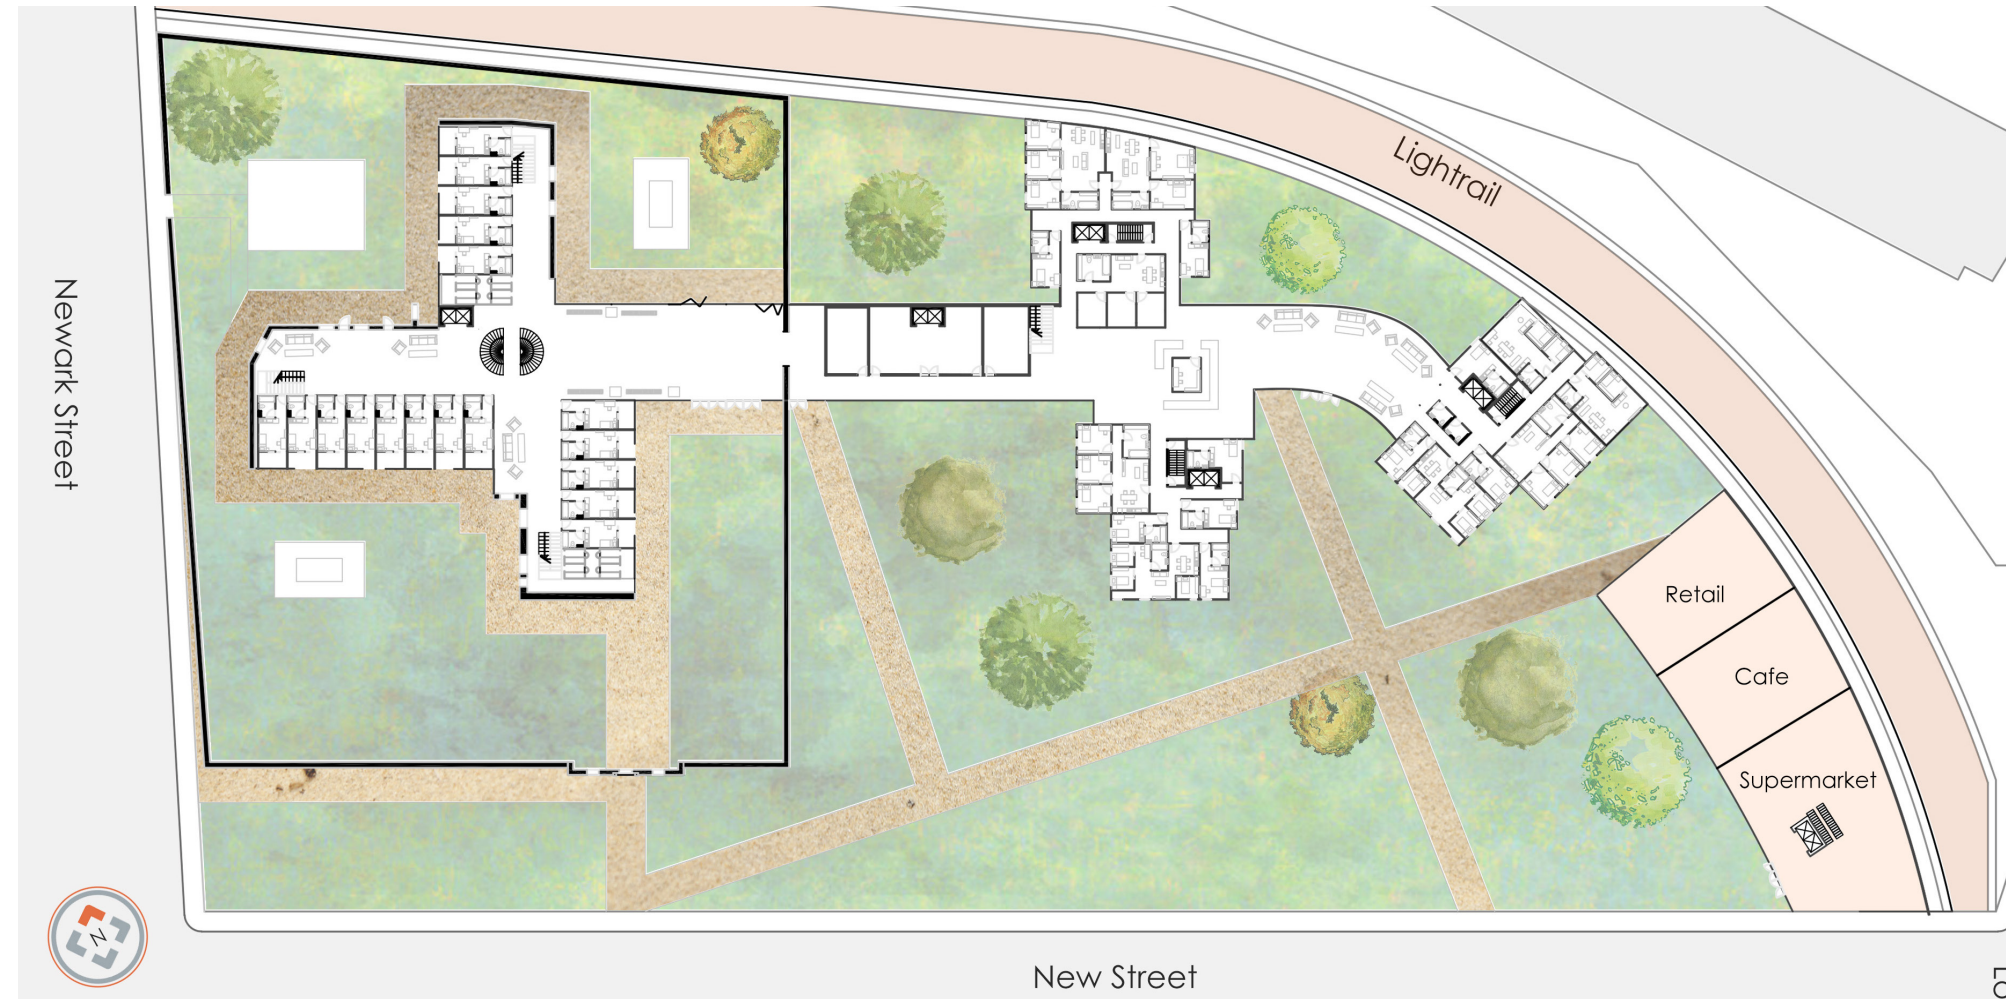 Lightrail
Newark Street
Retail
Cafe
Supermarket
N
New Street